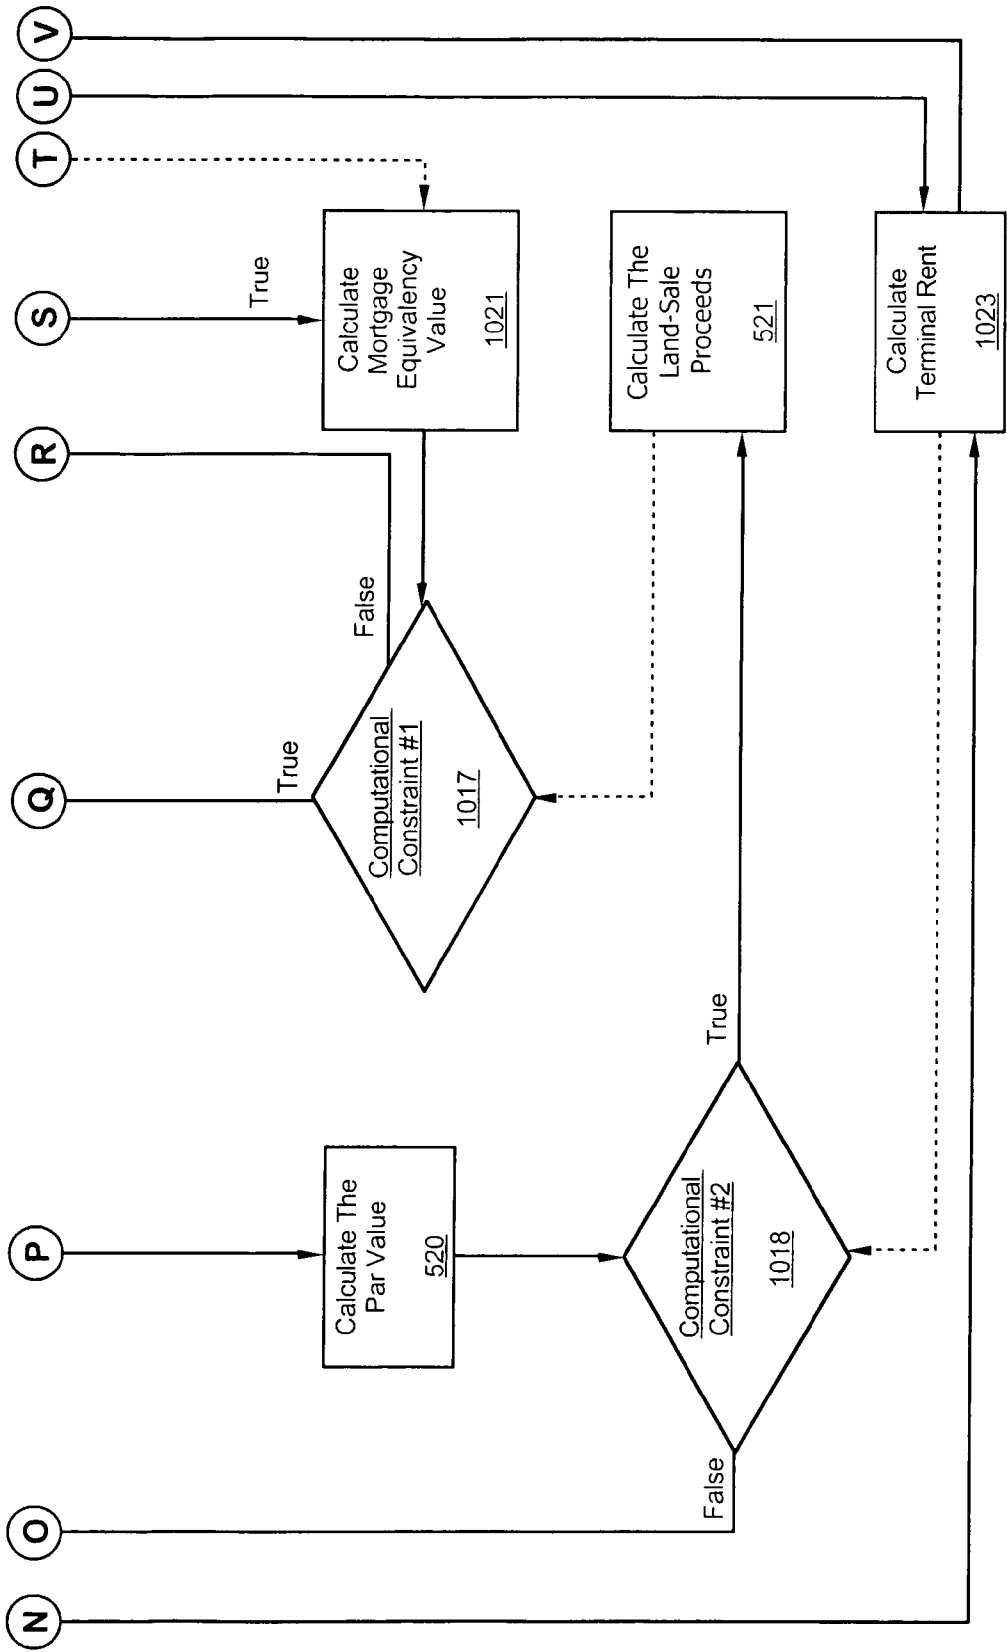 N
O
P
Q
R
S
T
U
V
True
False
True
Calculate The
Par Value
520
Computational
Constraint #1
1017
Calculate
Mortgage
Equivalency
Value
1021
Computational
Constraint #2
1018
False
True
Calculate The
Land-Sale
Proceeds
521
Calculate
Terminal Rent
1023